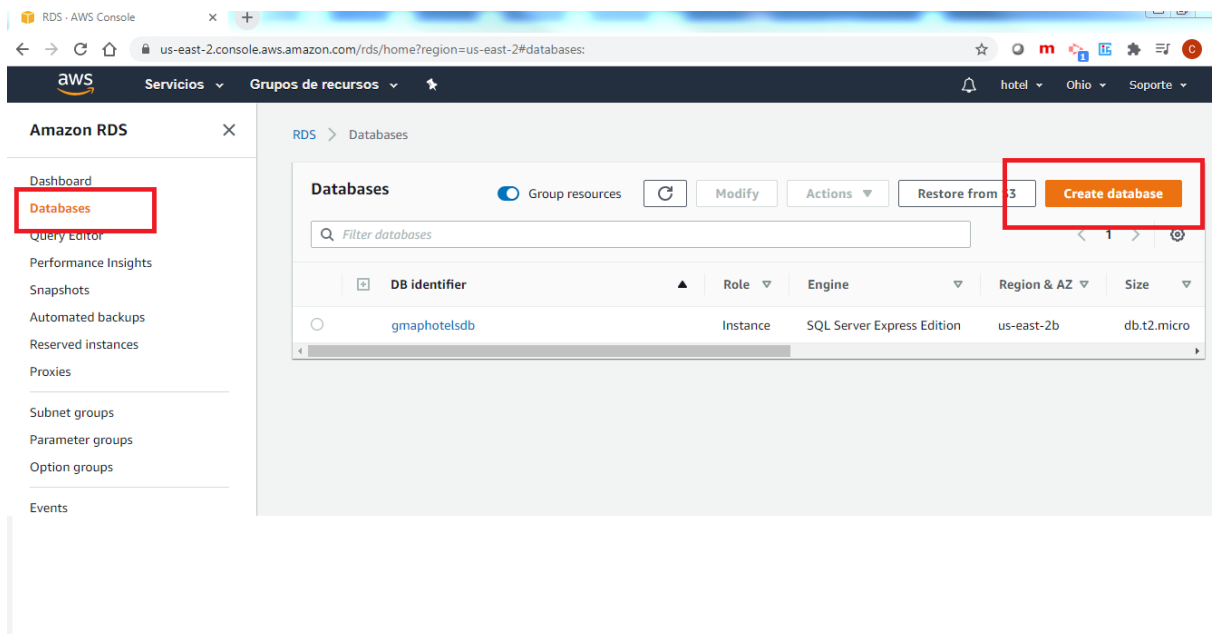 RDS · AWS Console
us-east-2.console.aws.amazon.com/rds/home?region=us-east-2#databases:
m
1
C
aws
Servicios
Grupos de recursos
hotel
Ohio
Soporte
Amazon RDS
Dashboard
Databases
Query Editor
Performance Insights
Snapshots
Automated backups
Reserved instances
Proxies
Subnet groups
Parameter groups
Option groups
Events
RDS > Databases
Databases
Group resources
Modify
Actions
Restore from
Create database
Filter databases
1
DB identifier
Role
Engine
Region & AZ
Size
gmaphotelsdb
Instance
SQL Server Express Edition
us-east-2b
db.t2.micro